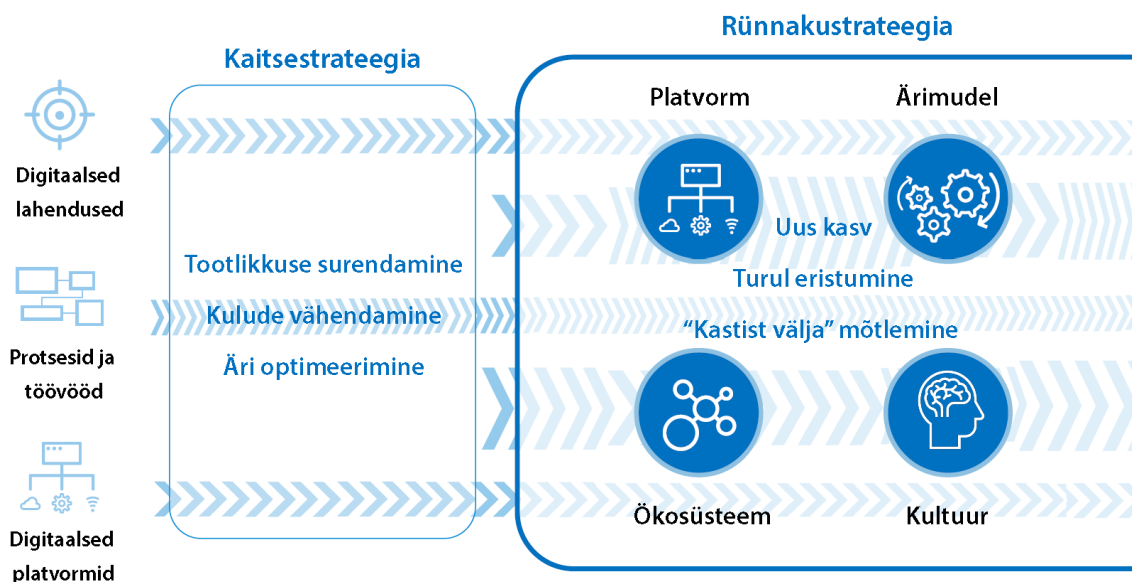 Rünnakustrateegia
Kaitsestrateegia
Platvorm
Ärimudel
Digitaalsed
lahendused
Uus kasv
Tootlikkuse surendamine
Turul eristumine
Kulude vähendamine
“Kastist välja” mõtlemine
Protsesid ja
töövööd
Äri optimeerimine
Ökosüsteem
Kultuur
Digitaalsed
platvormid